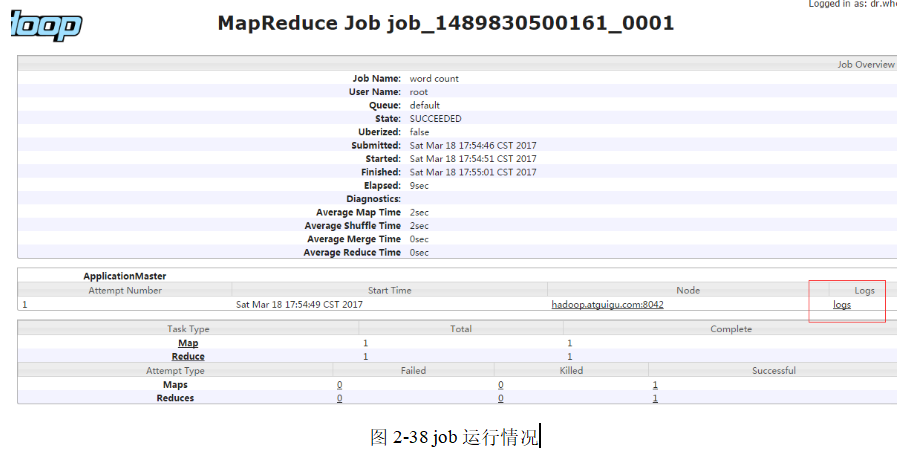 Logged in as: dr.who
MapReduce Job job_1489830500161_0001
Job Overview
Job Name: word count
User Name: root
Queue: default
State: SUCCEEDED
Uberized: false
Submitted: Sat Mar 18 17:54:46 CST 2017
Started: Sat Mar 18 17:54:51 CST 2017
Finished: Sat Mar 18 17:55:01 CST 2017
Elapsed: 9sec
Diagnostics:
Average Map Time 2sec
Average Shuffle Time 2sec
Average Merge Time 0sec
Average Reduce Time 0sec
ApplicationMaster
Attempt Number Start Time Node Logs
1 Sat Mar 18 17:54:49 CST 2017 hadoop.atguigu.com:8042 logs
Task Type Total Complete
Map 1 1
Reduce 1 1
Attempt Type Failed Killed Successful
Maps 0 0 1
Reduces 0 0 1
图 2-38 job 运行情况